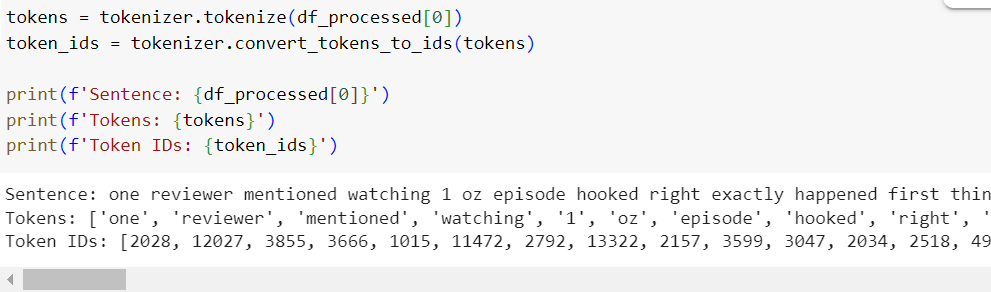 tokens = tokenizer.tokenize(df_processed[0])
token_ids = tokenizer.convert_tokens_to_ids(tokens)
print(f'Sentence: {df_processed[0]}')
print(f'Tokens: {tokens}')
print(f'Token IDs: {token_ids}')
Sentence: one reviewer mentioned watching 1 oz episode hooked right exactly happened first thin
Tokens: ['one', 'reviewer', 'mentioned', 'watching', '1', 'oz', 'episode', 'hooked', 'right', '
Token IDs: [2028, 12027, 3855, 3666, 1015, 11472, 2792, 13322, 2157, 3599, 3047, 2034, 2518, 49